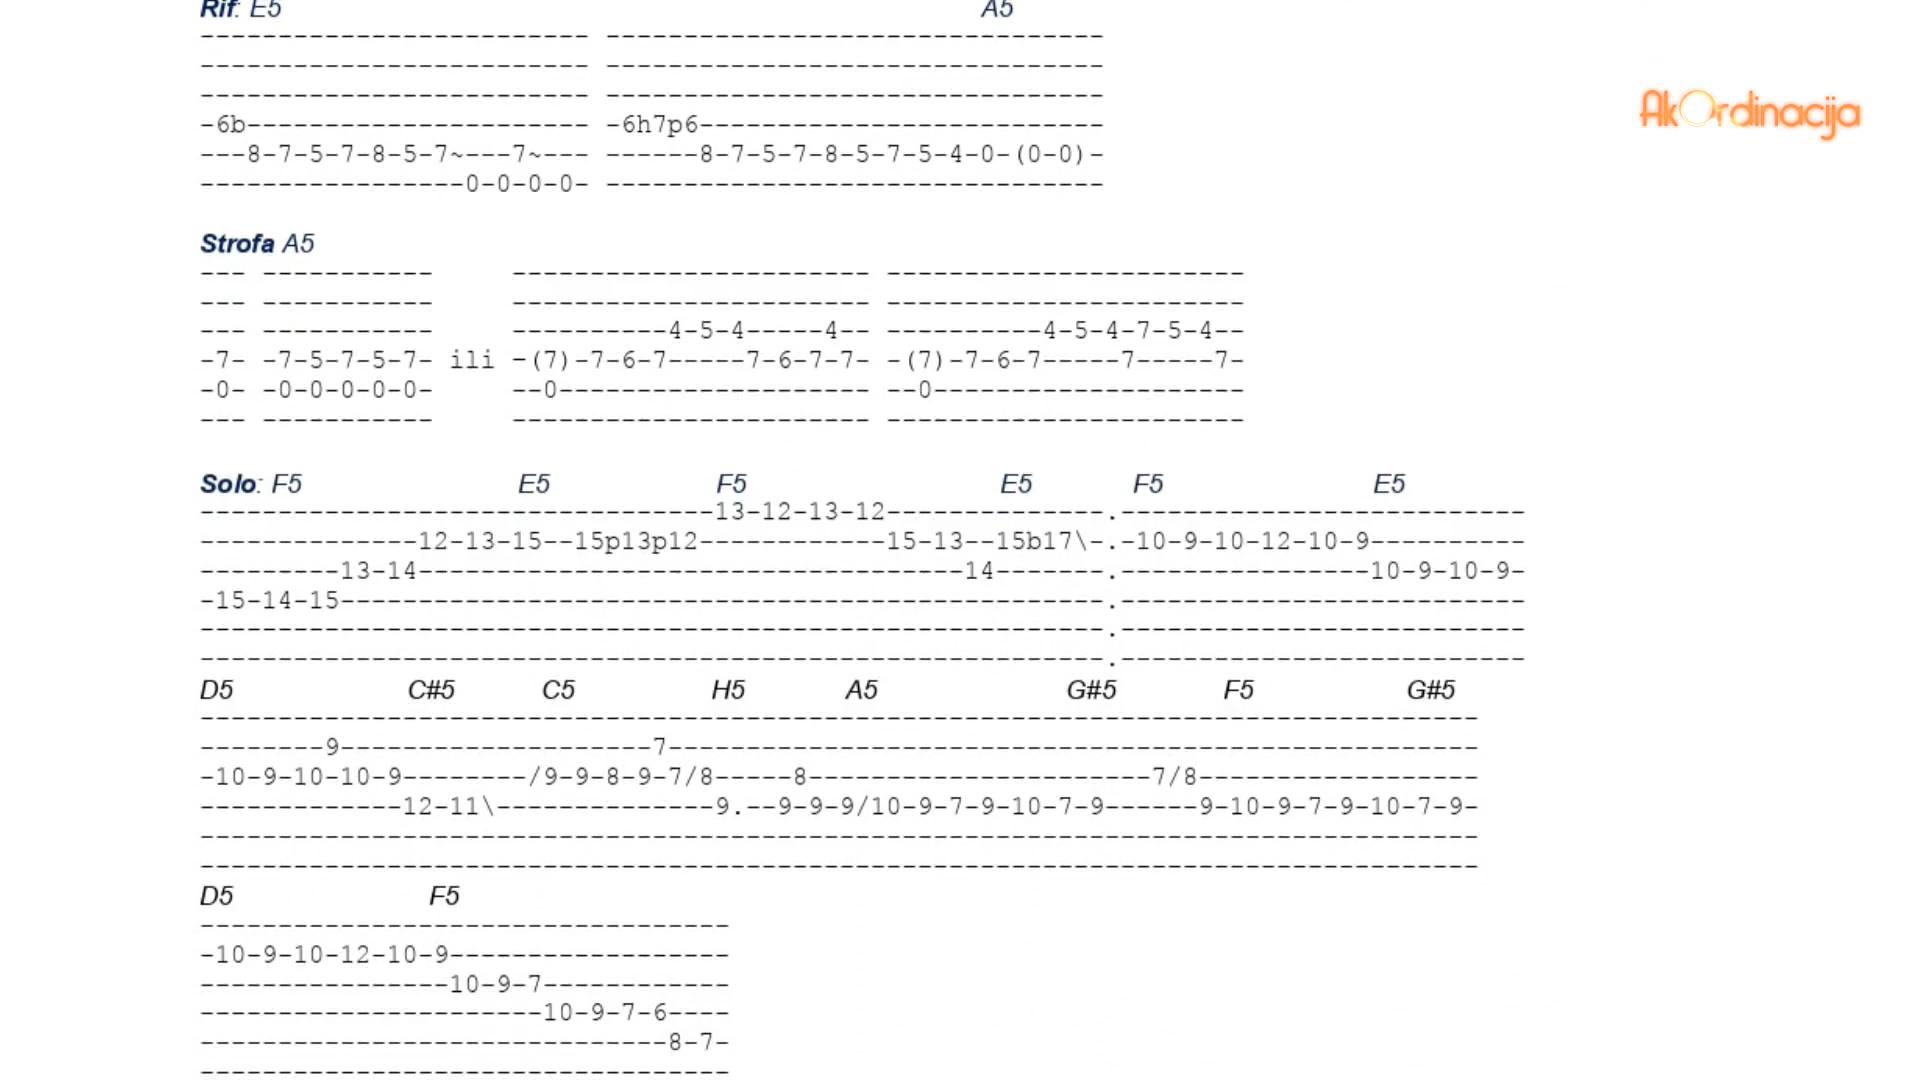 Rif: E5 A5
------------------------- --------------------------------
------------------------- --------------------------------
------------------------- --------------------------------
-6b---------------------- -6h7p6--------------------------
---8-7-5-7-8-5-7~---7~--- ------8-7-5-7-8-5-7-5-4-0-(0-0)-
-----------------0-0-0-0- --------------------------------
AkOrdinacija
Strofa A5
--- ----------- ----------------------- -----------------------
--- ----------- ----------------------- -----------------------
--- ----------- ----------4-5-4-----4-- ----------4-5-4-7-5-4--
-7- -7-5-7-5-7- ili -(7)-7-6-7-----7-6-7-7- -(7)-7-6-7-----7-----7-
-0- -0-0-0-0-0- --0-------------------- --0--------------------
--- ----------- ----------------------- -----------------------
Solo: F5 E5 F5 E5 F5 E5
---------------------------------13-12-13-12--------------.--------------------------
--------------12-13-15--15p13p12------------15-13--15b17\-.-10-9-10-12-10-9----------
---------13-14-----------------------------------14-------.----------------10-9-10-9-
-15-14-15-------------------------------------------------.--------------------------
----------------------------------------------------------.--------------------------
----------------------------------------------------------.--------------------------
D5 C#5 C5 H5 A5 G#5 F5 G#5
----------------------------------------------------------------------------------
--------9--------------------7----------------------------------------------------
-10-9-10-10-9--------/9-9-8-9-7/8-----8----------------------7/8------------------
-------------12-11\--------------9.--9-9-9/10-9-7-9-10-7-9------9-10-9-7-9-10-7-9-
----------------------------------------------------------------------------------
----------------------------------------------------------------------------------
D5 F5
----------------------------------
-10-9-10-12-10-9------------------
----------------10-9-7------------
----------------------10-9-7-6----
------------------------------8-7-
----------------------------------